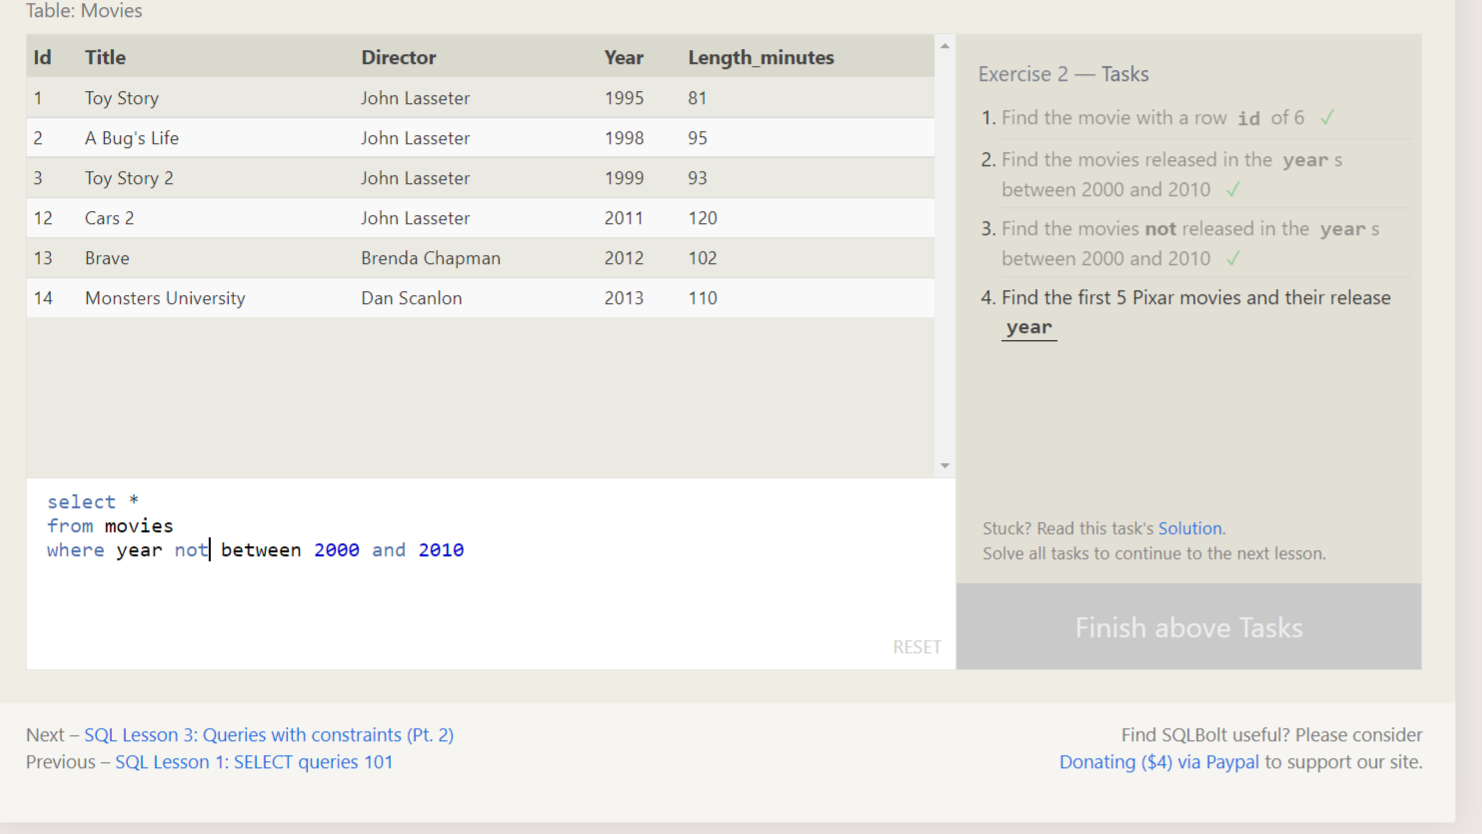 Table: Movies
Id Title Director Year Length_minutes
1 Toy Story John Lasseter 1995 81
2 A Bug's Life John Lasseter 1998 95
3 Toy Story 2 John Lasseter 1999 93
12 Cars 2 John Lasseter 2011 120
13 Brave Brenda Chapman 2012 102
14 Monsters University Dan Scanlon 2013 110
select *
from movies
where year not between 2000 and 2010
RESET
Exercise 2 — Tasks
1. Find the movie with a row id of 6 ✓
2. Find the movies released in the year s
between 2000 and 2010 ✓
3. Find the movies not released in the year s
between 2000 and 2010 ✓
4. Find the first 5 Pixar movies and their release
year
Stuck? Read this task's Solution.
Solve all tasks to continue to the next lesson.
Finish above Tasks
Next – SQL Lesson 3: Queries with constraints (Pt. 2)
Previous – SQL Lesson 1: SELECT queries 101
Find SQLBolt useful? Please consider
Donating ($4) via Paypal to support our site.